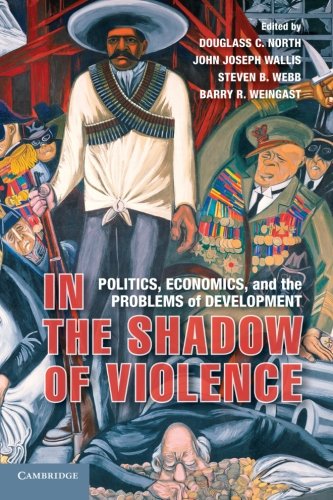 Edited by
DOUGLASS C. NORTH
JOHN JOSEPH WALLIS
STEVEN B. WEBB
BARRY R. WEINGAST
IN
POLITICS, ECONOMICS, and the
PROBLEMS of DEVELOPMENT
THE SHADOW
OF VIOLENCE
CAMBRIDGE